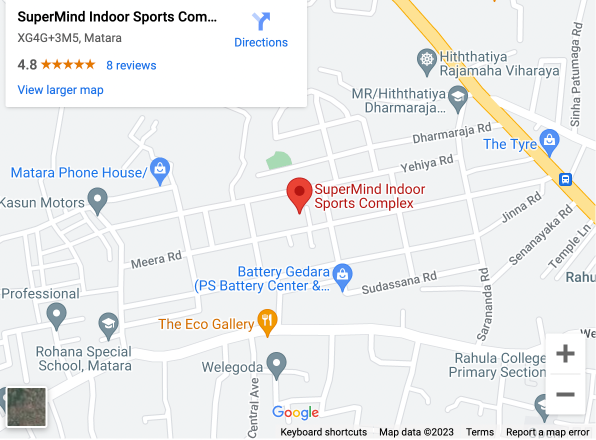 SuperMind Indoor Sports Com...
XG4G+3M5, Matara
4.8
8 reviews
View larger map
Directions
Hiththatiya
Rajamaha Viharaya
MR/Hiththatiya
Dharmaraja...
Sinha Patumaga Rd
Dharmaraja Rd
The Tyre
Yehiya Rd
Matara Phone House/
Kasun Motors
SuperMind Indoor
Sports Complex
Jinna Rd
Senanayaka Rd
Temple Ln
Meera Rd
Battery Gedara
(PS Battery Center &...
Sudassana Rd
Rahu
Professional
Sarananda Rd
The Eco Gallery
Rohana Special
School, Matara
We
Rahula College
Primary Section
Welegoda
Central Ave
Google
Keyboard shortcuts
Map data ©2023
Terms
Report a map error